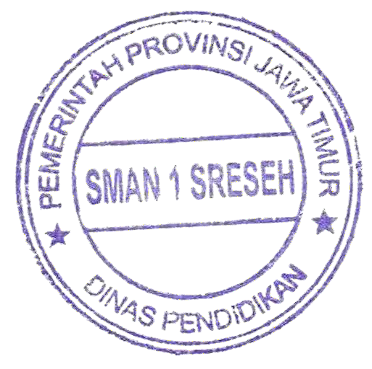 PEMERINTAH PROVINSI JAWA TIMUR
SMAN 1 SRESEH
DINAS PENDIDIKAN